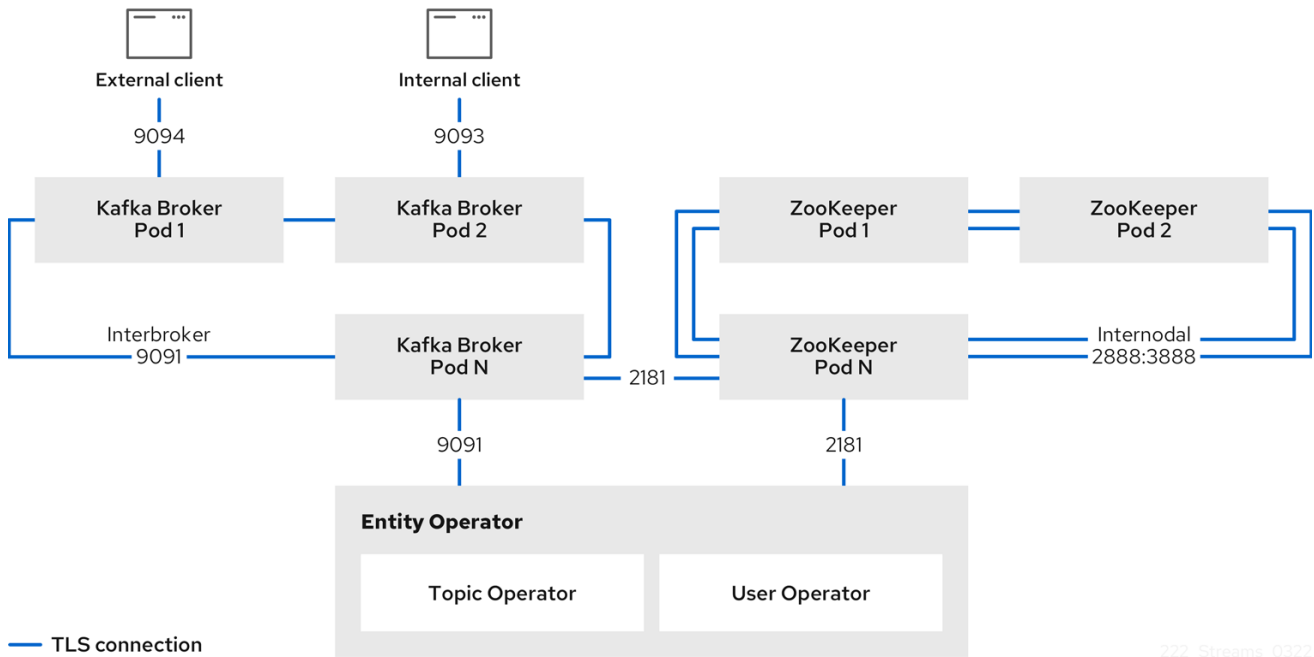 External client
Internal client
9094
9093
Kafka Broker
Pod 1
Kafka Broker
Pod 2
ZooKeeper
Pod 1
ZooKeeper
Pod 2
Interbroker
9091
Kafka Broker
Pod N
2181
ZooKeeper
Pod N
Internodal
2888:3888
9091
2181
Entity Operator
Topic Operator
User Operator
TLS connection
222_Streams_0322